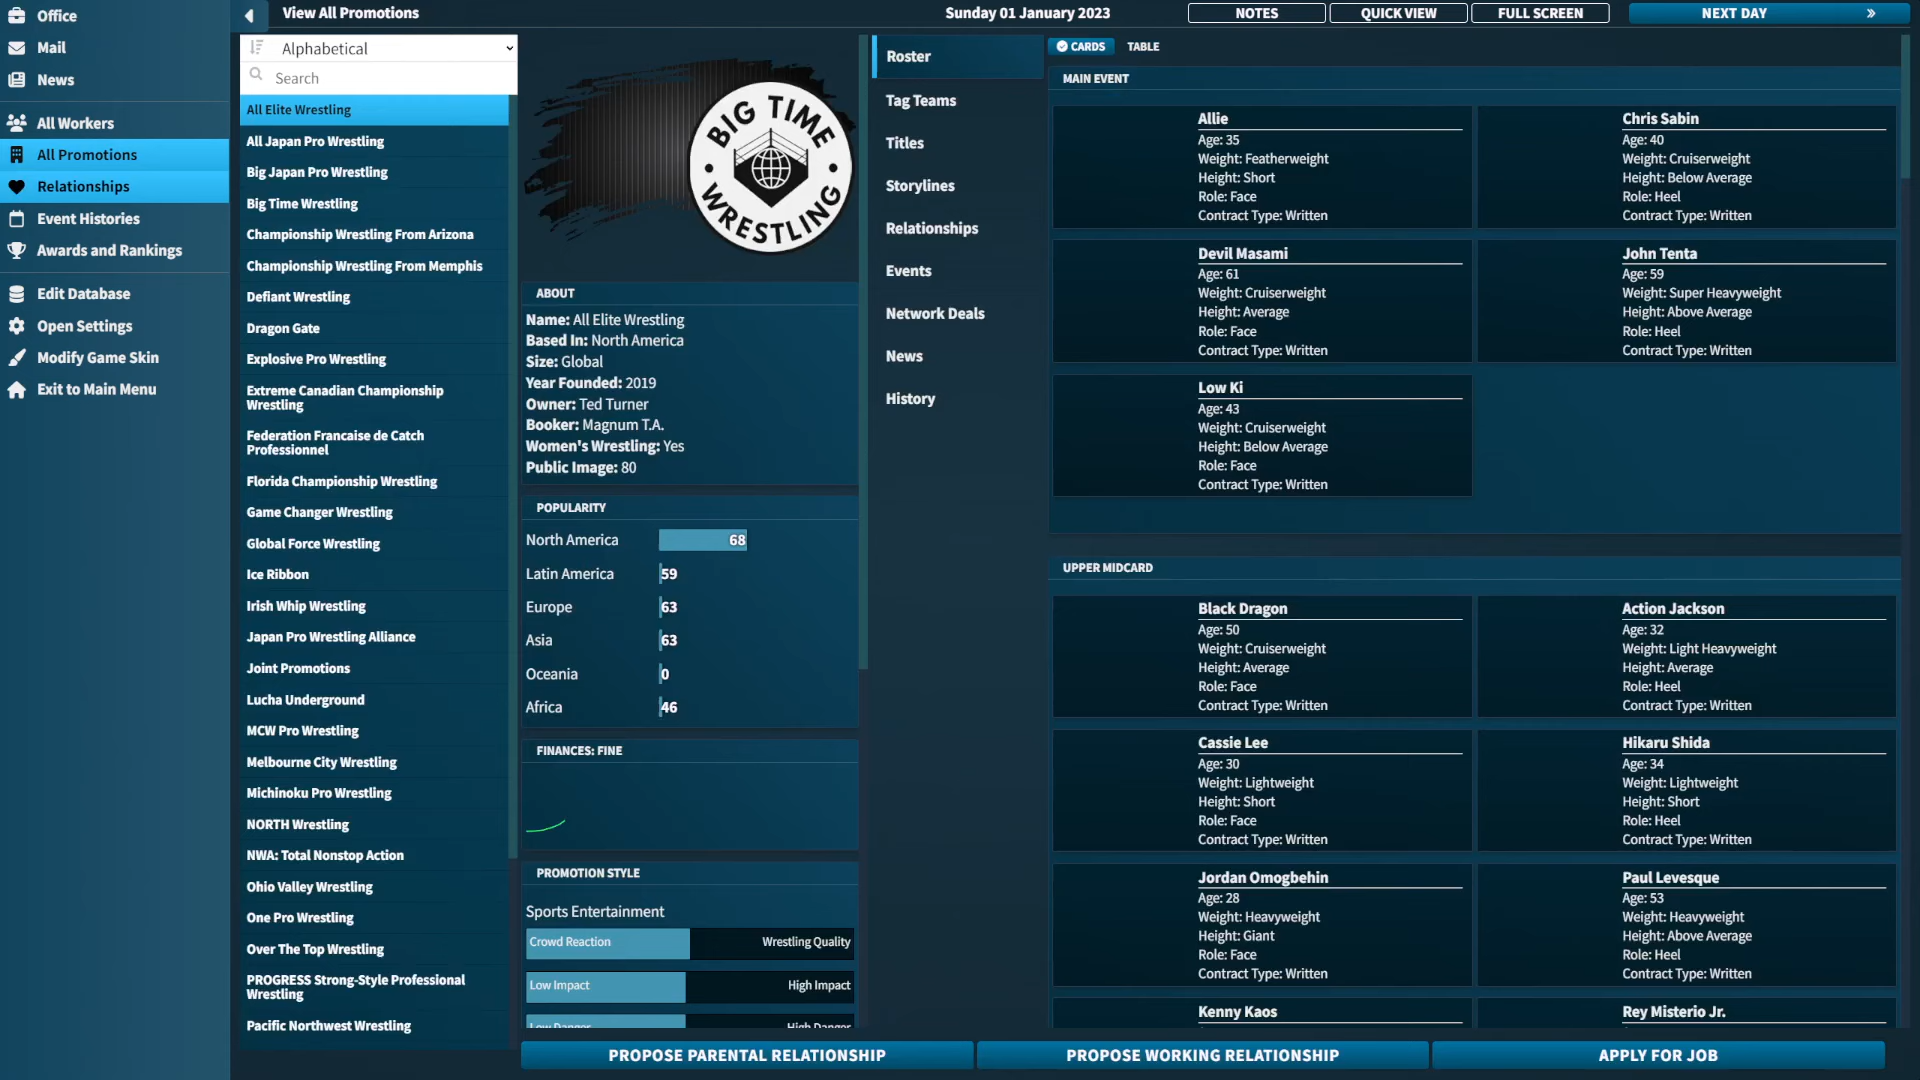 Office
Mail
News
All Workers
All Promotions
Relationships
Event Histories
Awards and Rankings
Edit Database
Open Settings
Modify Game Skin
Exit to Main Menu
View All Promotions
Sunday 01 January 2023
NOTES
QUICK VIEW
FULL SCREEN
NEXT DAY »
Alphabetical
Search
All Elite Wrestling
All Japan Pro Wrestling
Big Japan Pro Wrestling
Big Time Wrestling
Championship Wrestling From Arizona
Championship Wrestling From Memphis
Defiant Wrestling
Dragon Gate
Explosive Pro Wrestling
Extreme Canadian Championship
Wrestling
Federation Francaise de Catch
Professionnel
Florida Championship Wrestling
Game Changer Wrestling
Global Force Wrestling
Ice Ribbon
Irish Whip Wrestling
Japan Pro Wrestling Alliance
Joint Promotions
Lucha Underground
MCW Pro Wrestling
Melbourne City Wrestling
Michinoku Pro Wrestling
NORTH Wrestling
NWA: Total Nonstop Action
Ohio Valley Wrestling
One Pro Wrestling
Over The Top Wrestling
PROGRESS Strong-Style Professional
Wrestling
Pacific Northwest Wrestling
BIG TIME
WRESTLING
ABOUT
Name: All Elite Wrestling
Based In: North America
Size: Global
Year Founded: 2019
Owner: Ted Turner
Booker: Magnum T.A.
Women's Wrestling: Yes
Public Image: 80
POPULARITY
North America 68
Latin America 59
Europe 63
Asia 63
Oceania 0
Africa 46
FINANCES: FINE
PROMOTION STYLE
Sports Entertainment
Crowd Reaction Wrestling Quality
Low Impact High Impact
Low Danger High Danger
Roster
Tag Teams
Titles
Storylines
Relationships
Events
Network Deals
News
History
CARDS TABLE
MAIN EVENT
Allie
Age: 35
Weight: Featherweight
Height: Short
Role: Face
Contract Type: Written
Chris Sabin
Age: 40
Weight: Cruiserweight
Height: Below Average
Role: Heel
Contract Type: Written
Devil Masami
Age: 61
Weight: Cruiserweight
Height: Average
Role: Face
Contract Type: Written
John Tenta
Age: 59
Weight: Super Heavyweight
Height: Above Average
Role: Heel
Contract Type: Written
Low Ki
Age: 43
Weight: Cruiserweight
Height: Below Average
Role: Face
Contract Type: Written
UPPER MIDCARD
Black Dragon
Age: 50
Weight: Cruiserweight
Height: Average
Role: Face
Contract Type: Written
Action Jackson
Age: 32
Weight: Light Heavyweight
Height: Average
Role: Heel
Contract Type: Written
Cassie Lee
Age: 30
Weight: Lightweight
Height: Short
Role: Face
Contract Type: Written
Hikaru Shida
Age: 34
Weight: Lightweight
Height: Short
Role: Heel
Contract Type: Written
Jordan Omogbehin
Age: 28
Weight: Heavyweight
Height: Giant
Role: Face
Contract Type: Written
Paul Levesque
Age: 53
Weight: Heavyweight
Height: Above Average
Role: Heel
Contract Type: Written
Kenny Kaos
Rey Misterio Jr.
PROPOSE PARENTAL RELATIONSHIP
PROPOSE WORKING RELATIONSHIP
APPLY FOR JOB